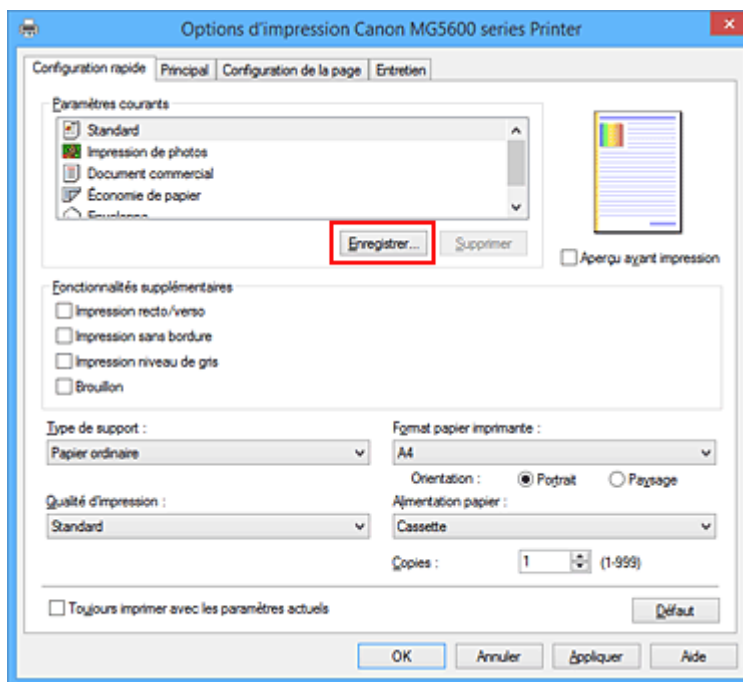 Options d'impression Canon MG5600 series Printer
Configuration rapide Principal Configuration de la page Entretien
Paramètres courants
Standard
Impression de photos
Document commercial
Économie de papier
Enregistrer... Supprimer
Aperçu avant impression
Fonctionnalités supplémentaires
Impression recto/verso
Impression sans bordure
Impression niveau de gris
Brouillon
Type de support : Format papier imprimante :
Papier ordinaire A4
Orientation : Portrait Paysage
Qualité d'impression : Alimentation papier :
Standard Cassette
Copies : 1 (1-999)
Toujours imprimer avec les paramètres actuels Défaut
OK Annuler Appliquer Aide